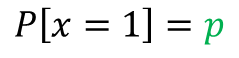 P[x = 1] = p